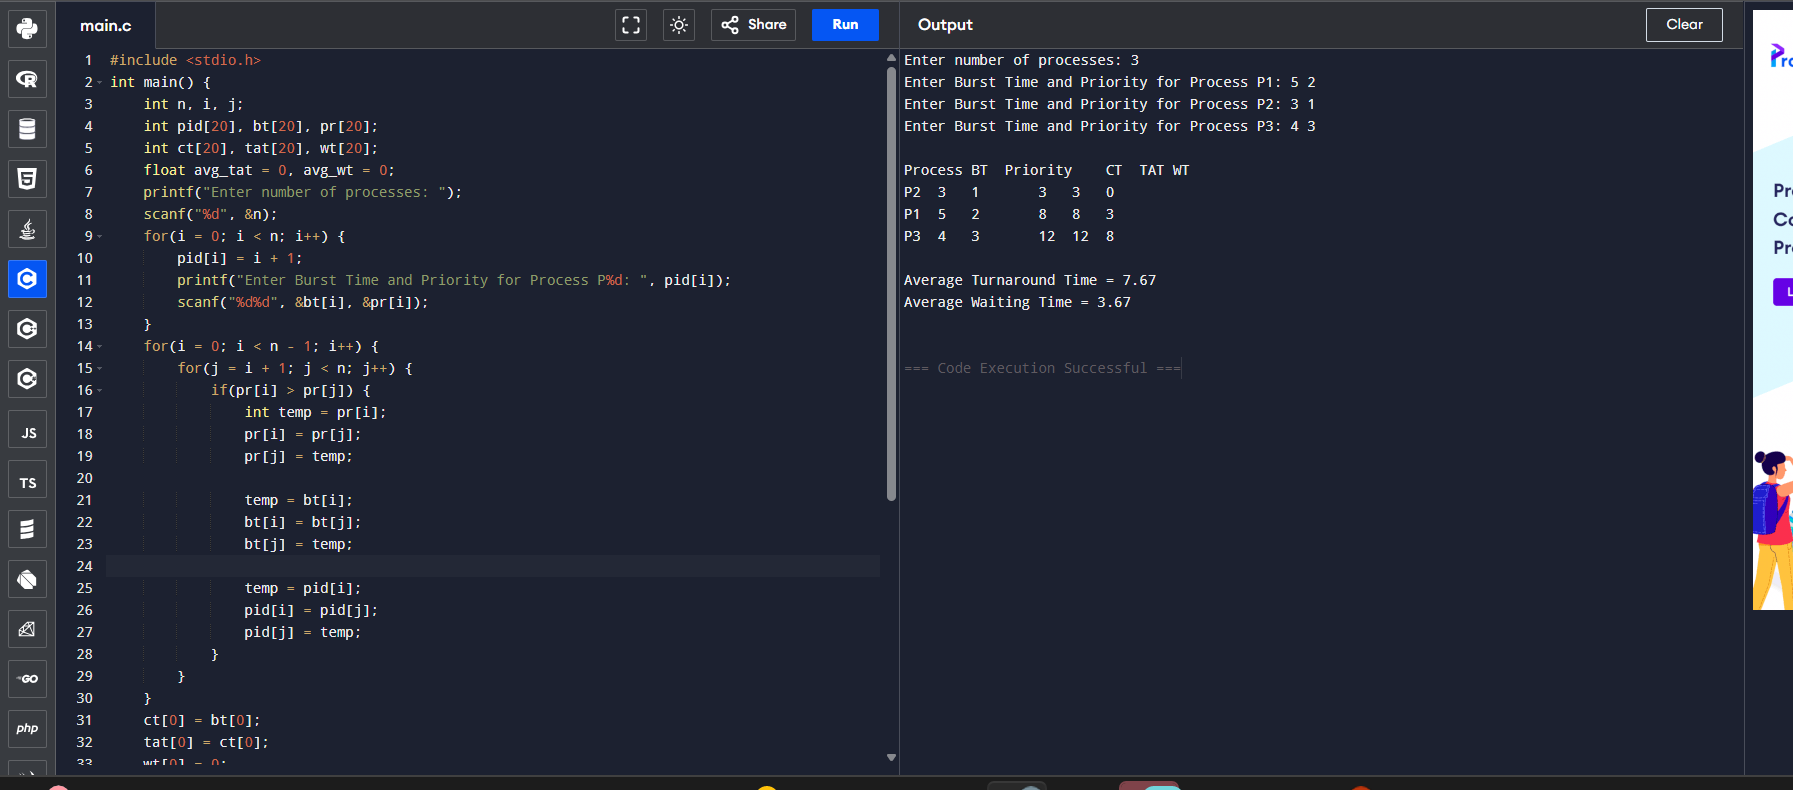 main.c
Share
Run
Output
Clear
1 #include <stdio.h>
2 int main() {
3 int n, i, j;
4 int pid[20], bt[20], pr[20];
5 int ct[20], tat[20], wt[20];
6 float avg_tat = 0, avg_wt = 0;
7 printf("Enter number of processes: ");
8 scanf("%d", &n);
9 for(i = 0; i < n; i++) {
10 pid[i] = i + 1;
11 printf("Enter Burst Time and Priority for Process P%d: ", pid[i]);
12 scanf("%d%d", &bt[i], &pr[i]);
13 }
14 for(i = 0; i < n - 1; i++) {
15 for(j = i + 1; j < n; j++) {
16 if(pr[i] > pr[j]) {
17 int temp = pr[i];
18 pr[i] = pr[j];
19 pr[j] = temp;
20
21 temp = bt[i];
22 bt[i] = bt[j];
23 bt[j] = temp;
24
25 temp = pid[i];
26 pid[i] = pid[j];
27 pid[j] = temp;
28 }
29 }
30 }
31 ct[0] = bt[0];
32 tat[0] = ct[0];
33 wt[0] = 0;
Enter number of processes: 3
Enter Burst Time and Priority for Process P1: 5 2
Enter Burst Time and Priority for Process P2: 3 1
Enter Burst Time and Priority for Process P3: 4 3
Process BT Priority CT TAT WT
P2 3 1 3 3 0
P1 5 2 8 8 3
P3 4 3 12 12 8
Average Turnaround Time = 7.67
Average Waiting Time = 3.67
=== Code Execution Successful ===
JS
TS
GO
php
Pro
Pr
Co
Pr
L